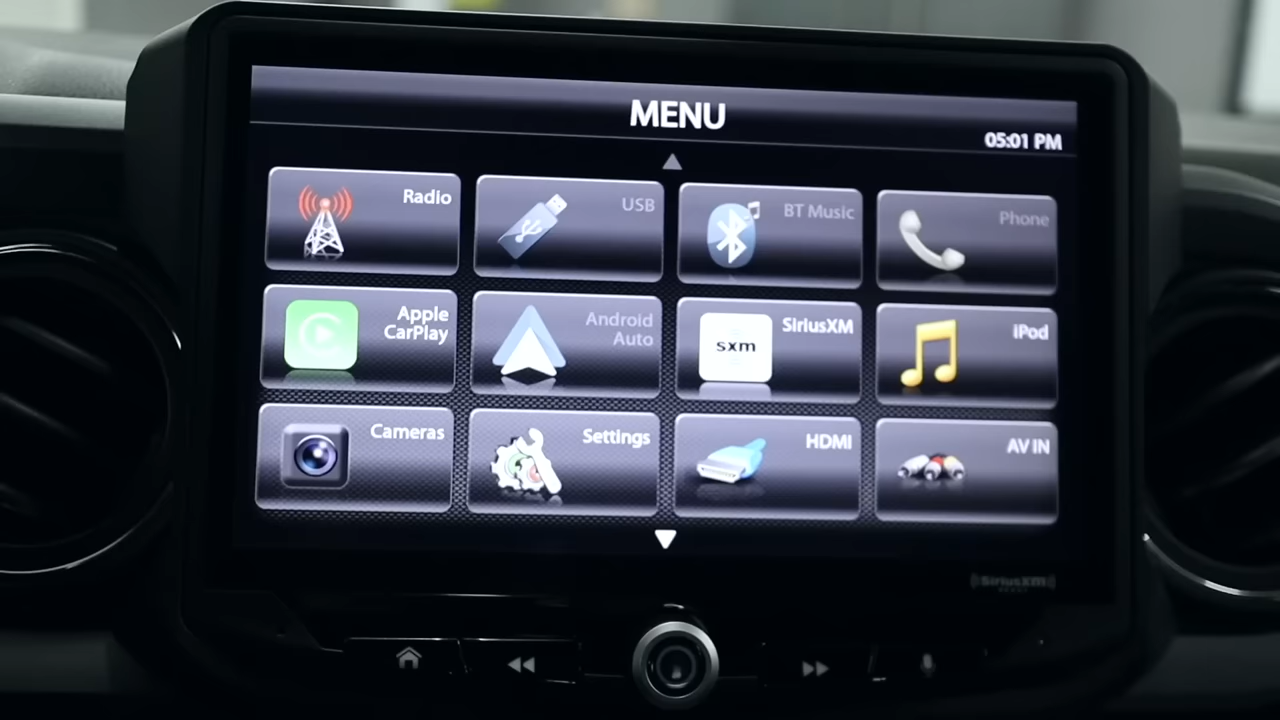 MENU
05:01 PM
Radio
USB
BT Music
Phone
Apple
CarPlay
Android
Auto
SiriusXM
sxm
iPod
Cameras
Settings
HDMI
AV IN
SiriusXM